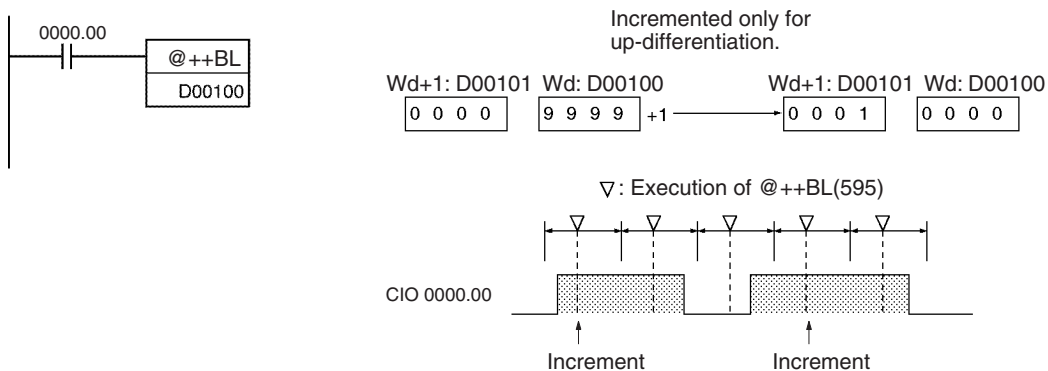 0000.00
@++BL
D00100
Incremented only for
up-differentiation.
Wd+1: D00101 Wd: D00100 Wd+1: D00101 Wd: D00100
0 0 0 0 9 9 9 9 +1 0 0 0 1 0 0 0 0
▽: Execution of @++BL(595)
CIO 0000.00
Increment Increment